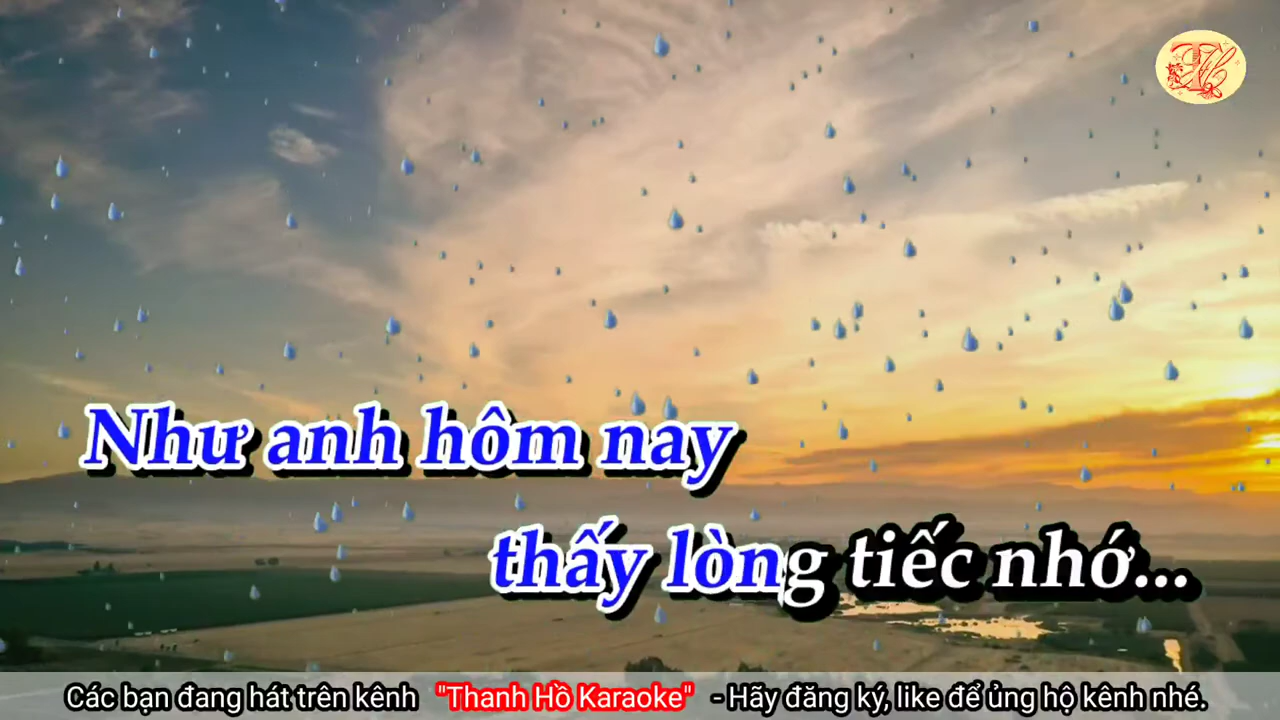 Như anh hôm nay
thấy lòng tiếc nhớ...
Các bạn đang hát trên kênh "Thanh Hồ Karaoke" - Hãy đăng ký, like để ủng hộ kênh nhé.